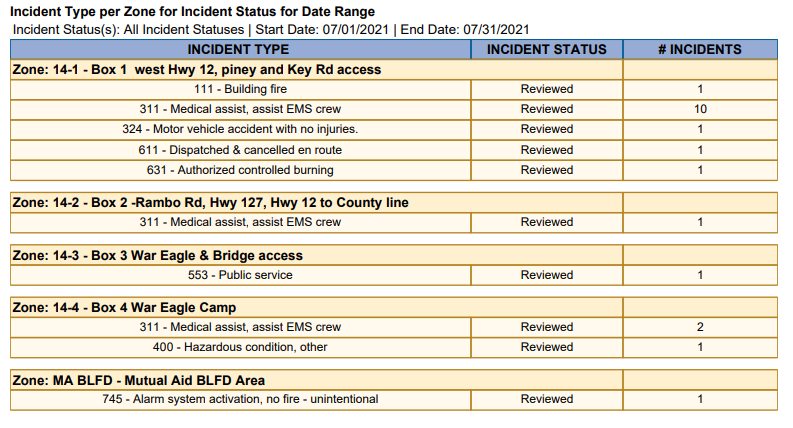 Incident Type per Zone for Incident Status for Date Range
Incident Status(s): All Incident Statuses | Start Date: 07/01/2021 | End Date: 07/31/2021
INCIDENT TYPE INCIDENT STATUS # INCIDENTS
Zone: 14-1 - Box 1 west Hwy 12, piney and Key Rd access
111 - Building fire Reviewed 1
311 - Medical assist, assist EMS crew Reviewed 10
324 - Motor vehicle accident with no injuries. Reviewed 1
611 - Dispatched & cancelled en route Reviewed 1
631 - Authorized controlled burning Reviewed 1
Zone: 14-2 - Box 2 -Rambo Rd, Hwy 127, Hwy 12 to County line
311 - Medical assist, assist EMS crew Reviewed 1
Zone: 14-3 - Box 3 War Eagle & Bridge access
553 - Public service Reviewed 1
Zone: 14-4 - Box 4 War Eagle Camp
311 - Medical assist, assist EMS crew Reviewed 2
400 - Hazardous condition, other Reviewed 1
Zone: MA BLFD - Mutual Aid BLFD Area
745 - Alarm system activation, no fire - unintentional Reviewed 1